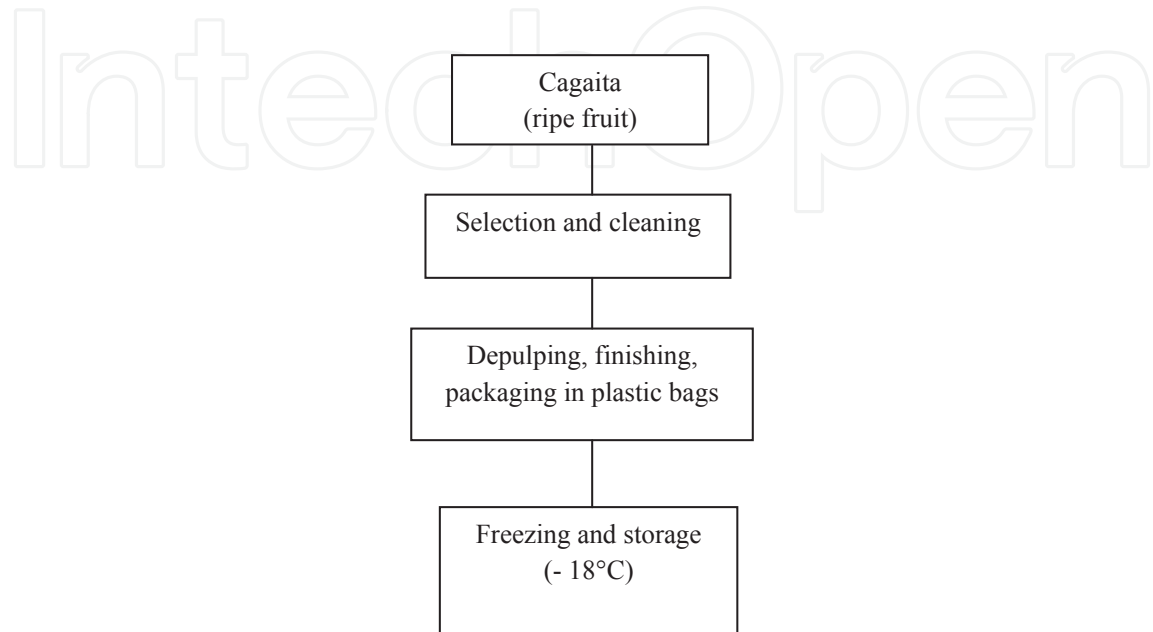 IntechOpen
Cagaita
(ripe fruit)
Selection and cleaning
Depulping, finishing,
packaging in plastic bags
Freezing and storage
(- 18°C)